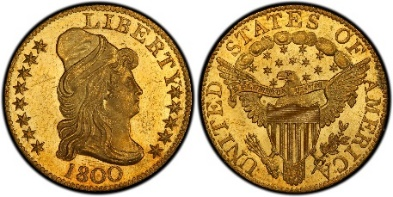 LIBERTY
1800
UNITED STATES OF AMERICA